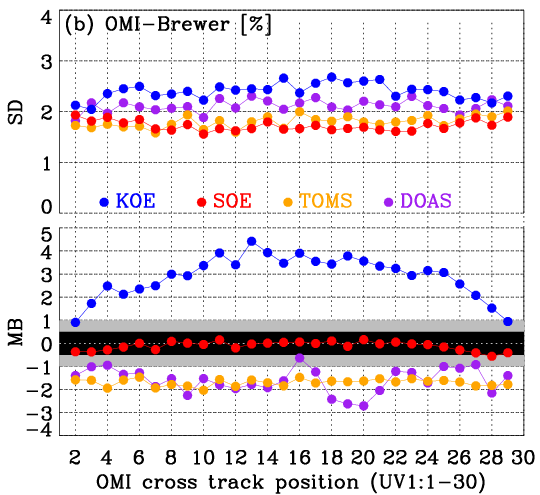 (b) OMI-Brewer [%]
4
3
2
1
0
SD
KOE SOE TOMS DOAS
5
4
3
2
1
0
-1
-2
-3
-4
MB
2 4 6 8 10 12 14 16 18 20 22 24 26 28 30
OMI cross track position (UV1:1-30)